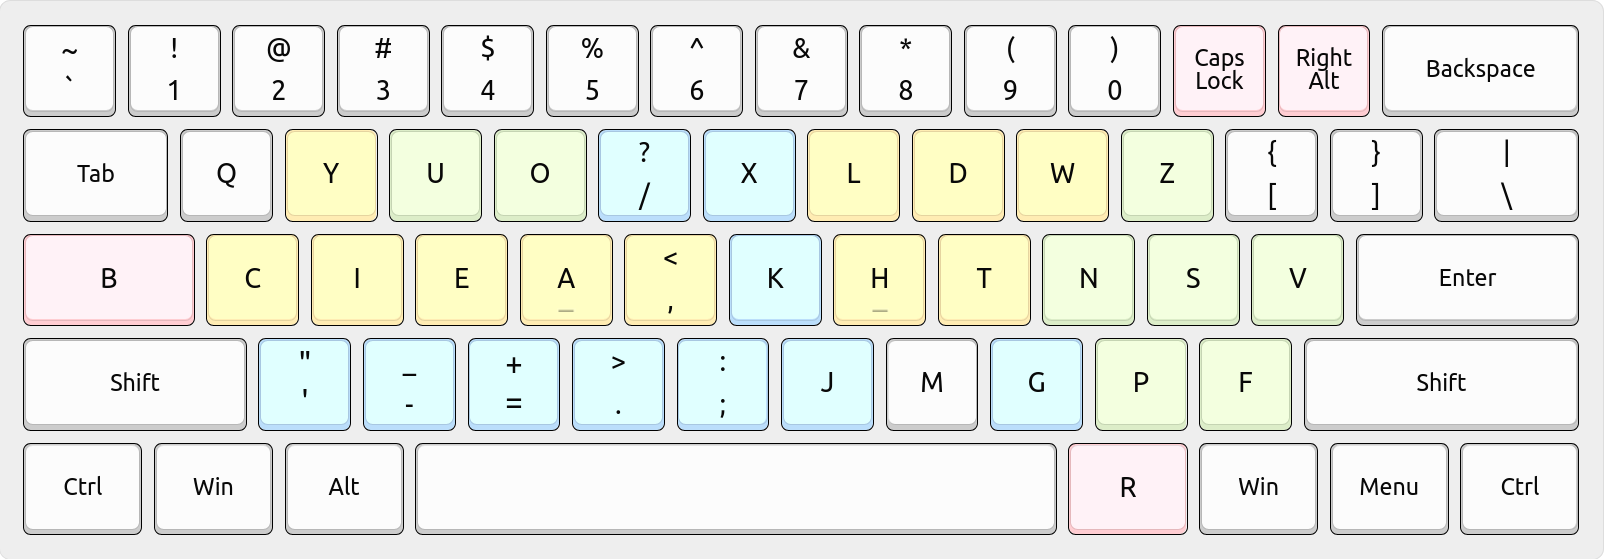 ~ ! @ # $ % ^ & * ( ) Caps Lock Right Alt Backspace
` 1 2 3 4 5 6 7 8 9 0
Tab Q Y U O ? X L D W Z { } |
/ [ ] \
B C I E A < K H T N S V Enter
_ , _
Shift " _ + > : J M G P F Shift
' - = . ;
Ctrl Win Alt R Win Menu Ctrl